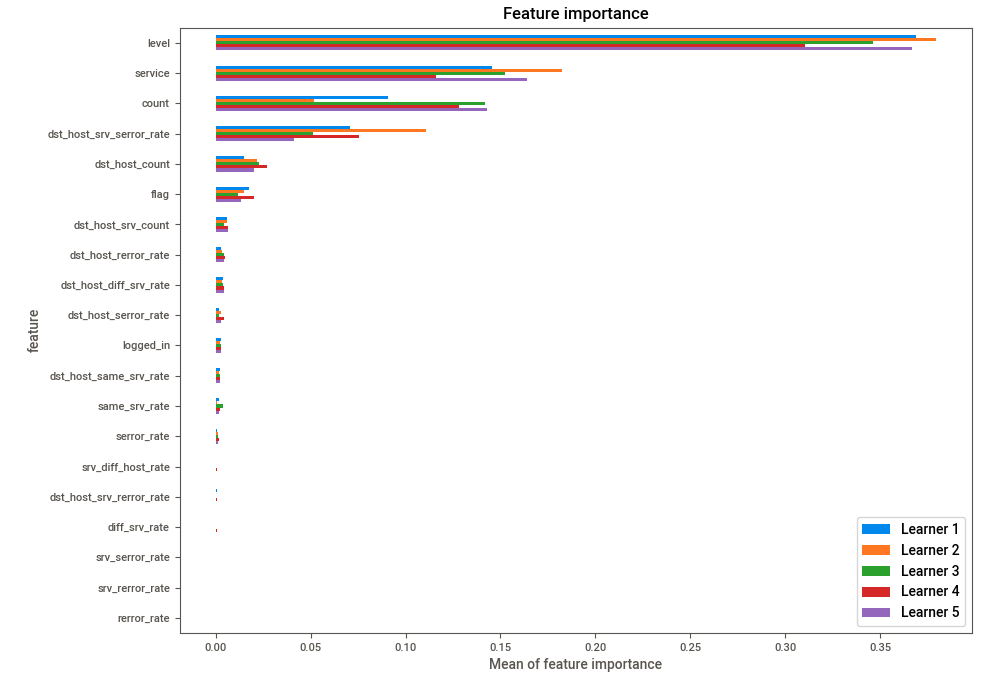 Feature importance
level
service
count
dst_host_srv_serror_rate
dst_host_count
flag
dst_host_srv_count
dst_host_rerror_rate
dst_host_diff_srv_rate
dst_host_serror_rate
logged_in
dst_host_same_srv_rate
same_srv_rate
serror_rate
srv_diff_host_rate
dst_host_srv_rerror_rate
diff_srv_rate
srv_serror_rate
srv_rerror_rate
rerror_rate
feature
Learner 1
Learner 2
Learner 3
Learner 4
Learner 5
0.00 0.05 0.10 0.15 0.20 0.25 0.30 0.35
Mean of feature importance